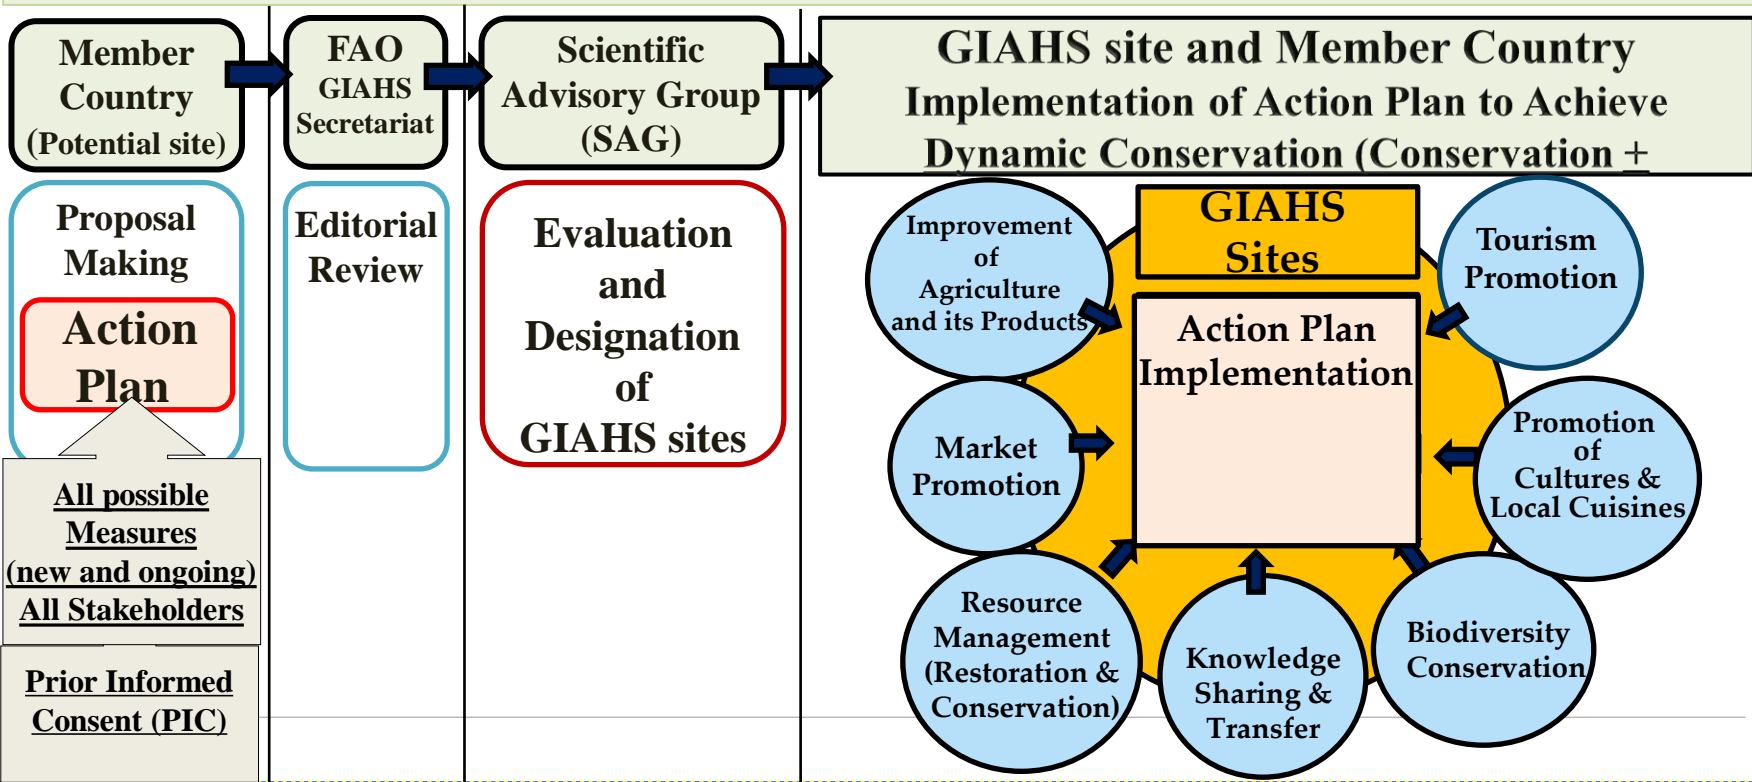 Member
Country
(Potential site)
FAO
GIAHS
Secretariat
Scientific
Advisory Group
(SAG)
GIAHS site and Member Country
Implementation of Action Plan to Achieve
Dynamic Conservation (Conservation +
Proposal
Making
Action
Plan
All possible
Measures
(new and ongoing)
All Stakeholders
Prior Informed
Consent (PIC)
Editorial
Review
Evaluation
and
Designation
of
GIAHS sites
GIAHS
Sites
Action Plan
Implementation
Improvement
of
Agriculture
and its Products
Market
Promotion
Resource
Management
(Restoration &
Conservation)
Knowledge
Sharing &
Transfer
Biodiversity
Conservation
Promotion
of
Cultures &
Local Cuisines
Tourism
Promotion